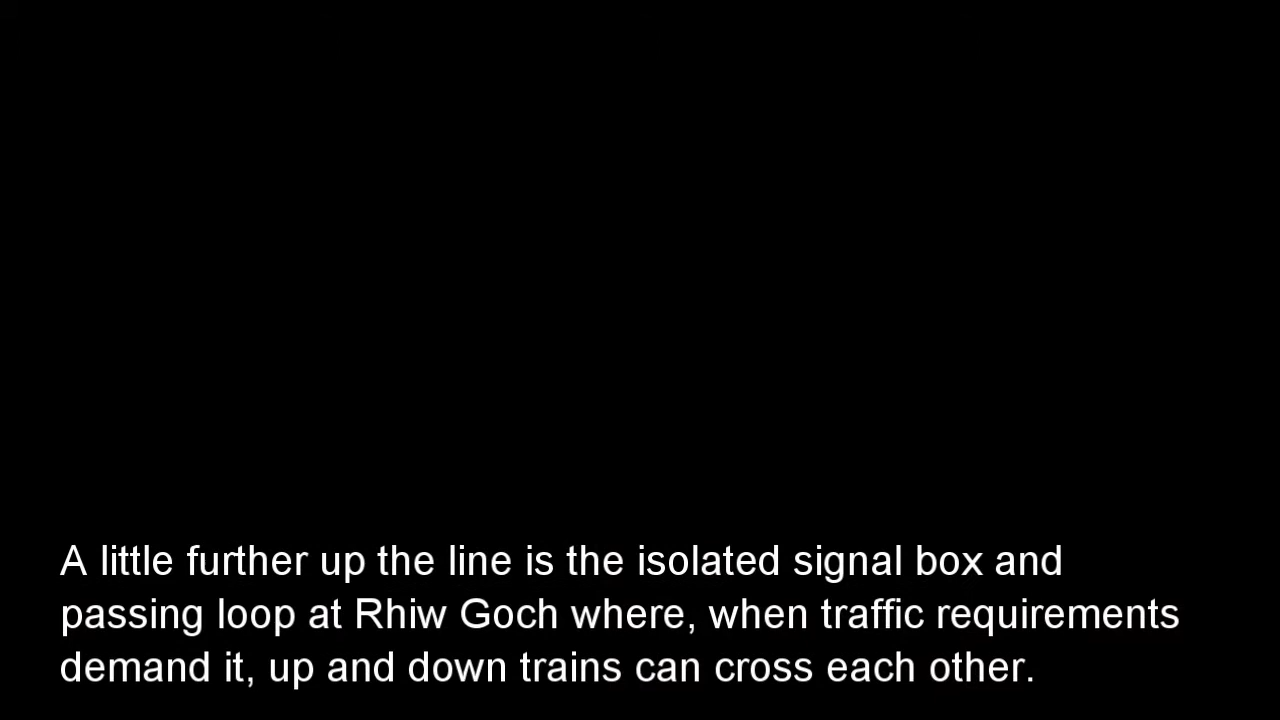 A little further up the line is the isolated signal box and
passing loop at Rhiw Goch where, when traffic requirements
demand it, up and down trains can cross each other.